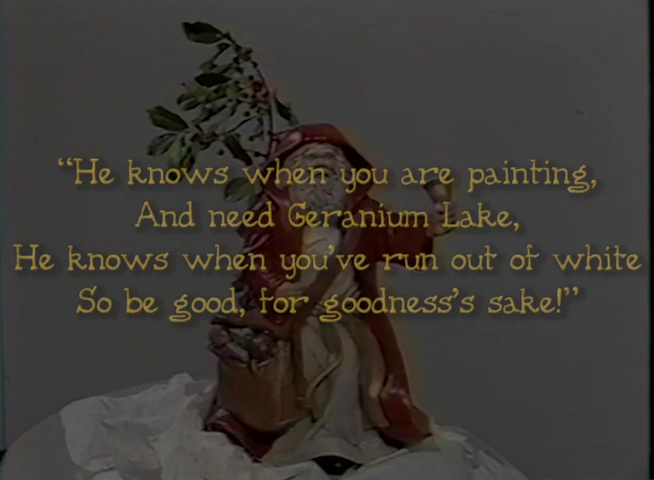 “He knows when you are painting,
And need Geranium Lake,
He knows when you’ve run out of white
So be good, for goodness’s sake!”